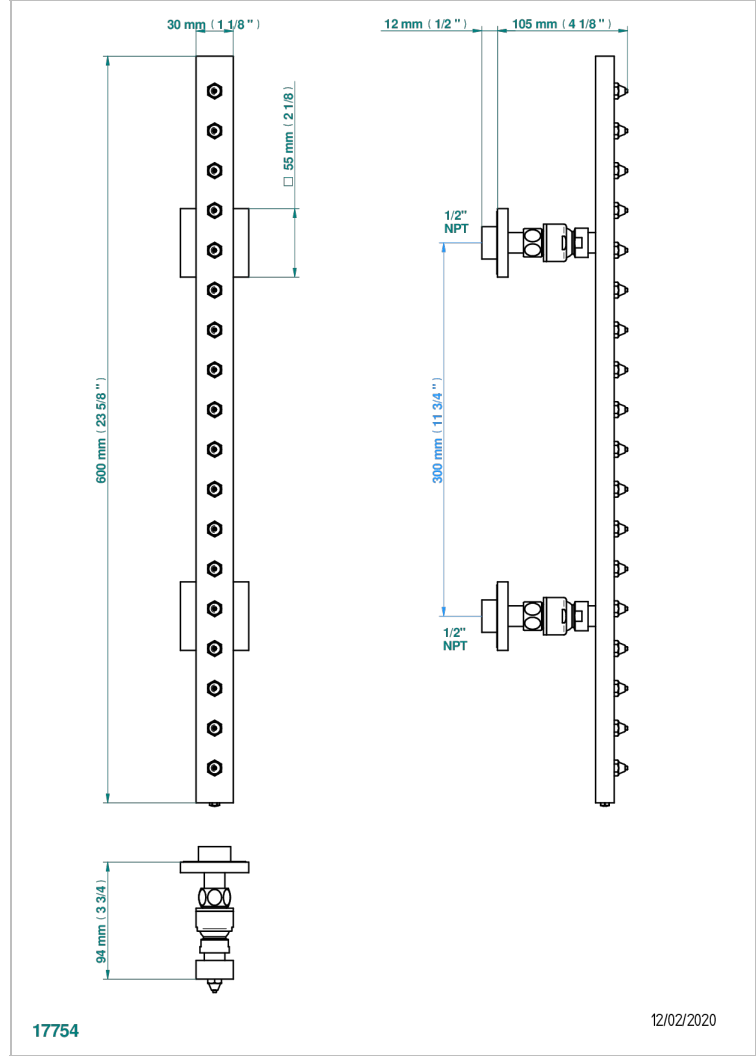 30 mm ( 1 1/8 " )
12 mm ( 1/2 " )
105 mm ( 4 1/8 " )
□ 55 mm ( 2 1/8 )
1/2"
NPT
600 mm ( 23 5/8 " )
300 mm ( 11 3/4 " )
1/2"
NPT
94 mm ( 3 3/4 )
17754
12/02/2020